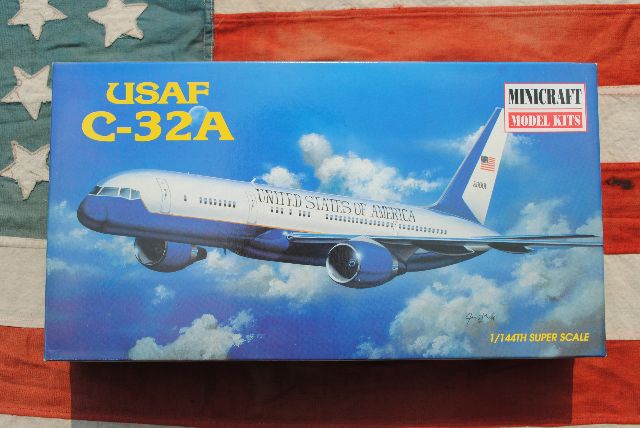 USAF
C-32A
MINICRAFT
MODEL KITS
UNITED STATES OF AMERICA
1/144TH SUPER SCALE